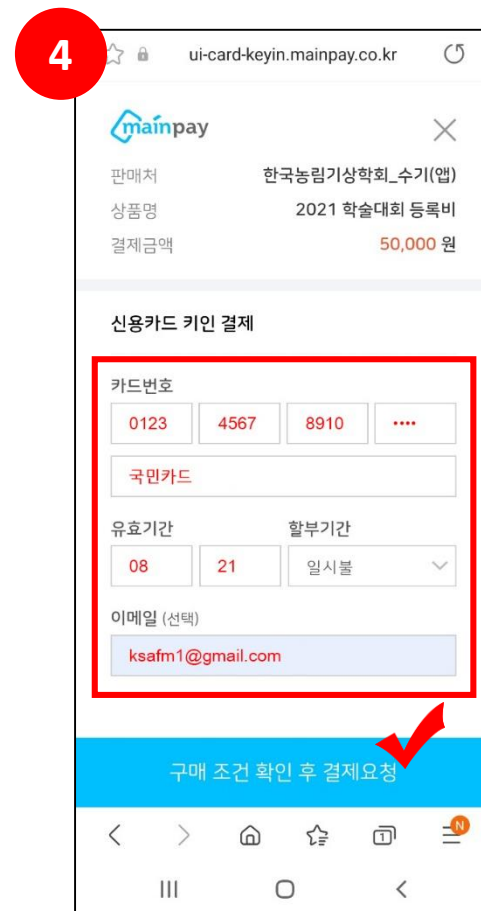 4
ui-card-keyin.mainpay.co.kr
mainpay
판매처 한국농림기상학회_수기(앱)
상품명 2021 학술대회 등록비
결제금액 50,000 원
신용카드 키인 결제
카드번호
0123 4567 8910 ••••
국민카드
유효기간 할부기간
08 21 일시불
이메일 (선택)
ksafm1@gmail.com
구매 조건 확인 후 결제요청
1 N